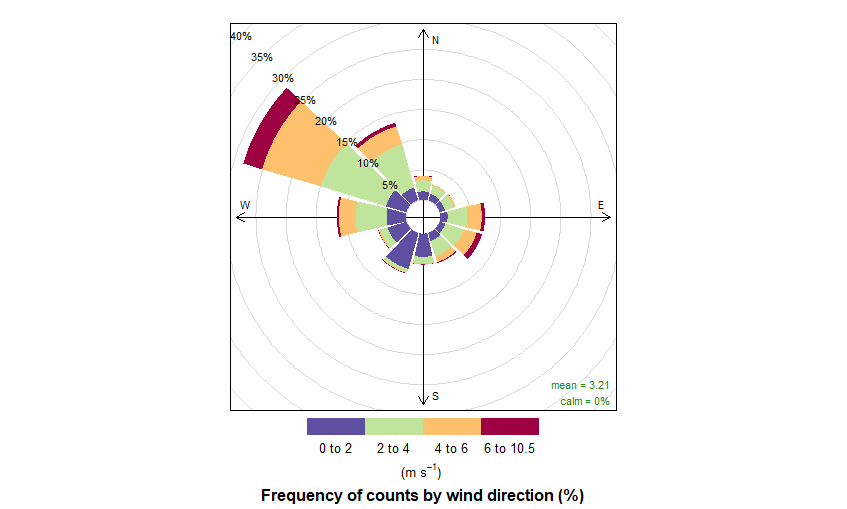 N
40%
35%
30%
25%
20%
15%
10%
5%
W
E
S
mean = 3.21
calm = 0%
0 to 2 2 to 4 4 to 6 6 to 10.5
(m s⁻¹)
Frequency of counts by wind direction (%)